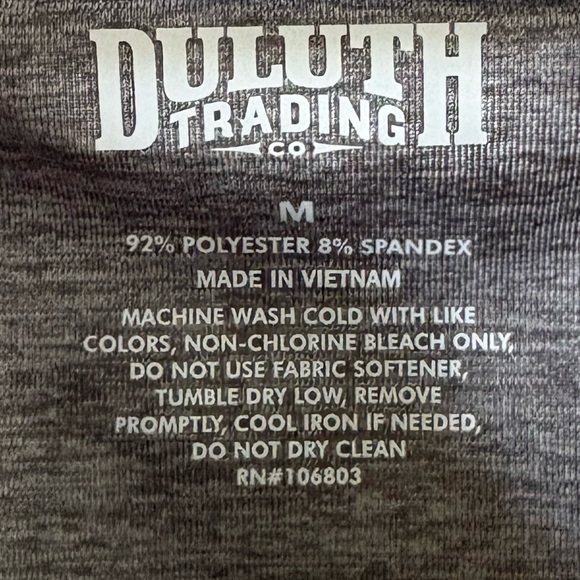 DULUTH
TRADING
CO
M
92% POLYESTER 8% SPANDEX
MADE IN VIETNAM
MACHINE WASH COLD WITH LIKE
COLORS, NON-CHLORINE BLEACH ONLY,
DO NOT USE FABRIC SOFTENER,
TUMBLE DRY LOW, REMOVE
PROMPTLY, COOL IRON IF NEEDED,
DO NOT DRY CLEAN
RN#106803